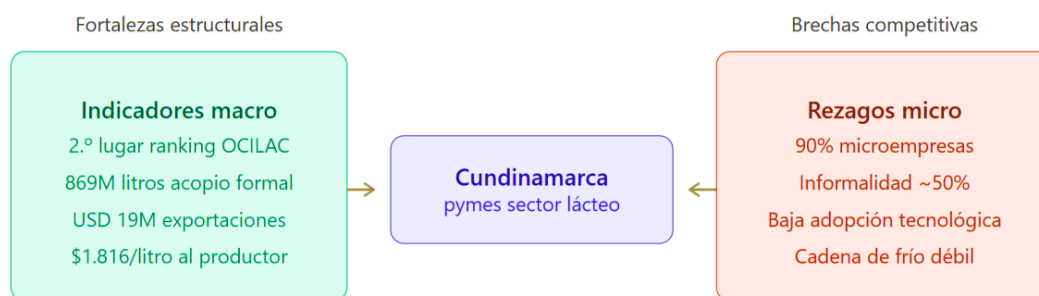 Fortalezas estructurales
Indicadores macro
2.º lugar ranking OCILAC
869M litros acopio formal
USD 19M exportaciones
$1.816/litro al productor
Cundinamarca
pymes sector lácteo
Brechas competitivas
Rezagos micro
90% microempresas
Informalidad ~50%
Baja adopción tecnológica
Cadena de frío débil